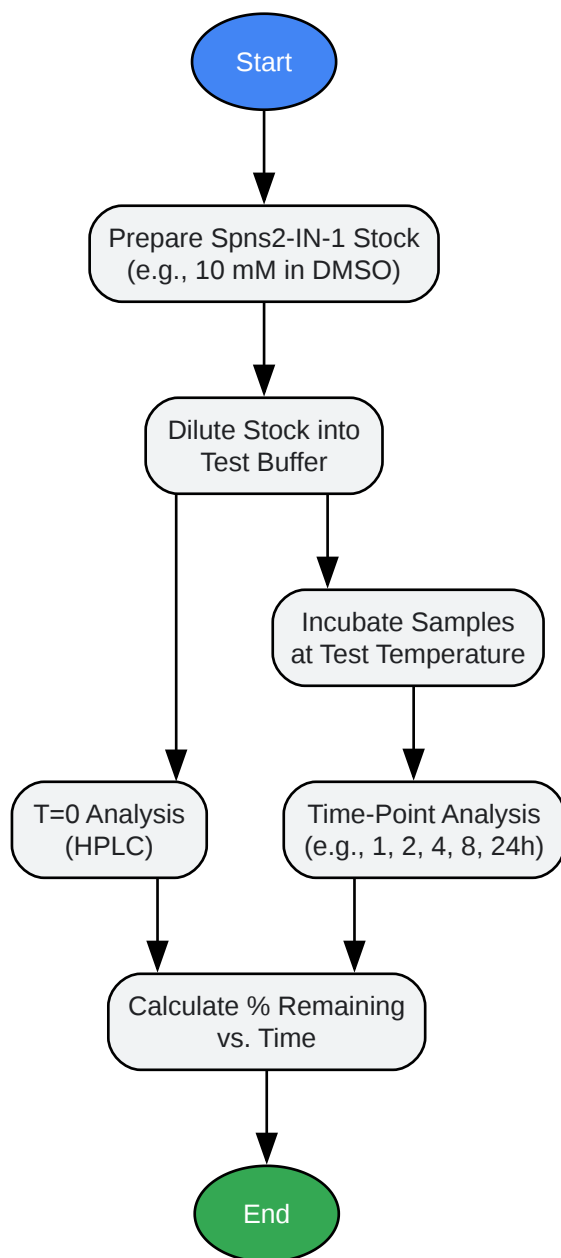 Start
Prepare Spns2-IN-1 Stock
(e.g., 10 mM in DMSO)
Dilute Stock into
Test Buffer
Incubate Samples
at Test Temperature
T=0 Analysis
(HPLC)
Time-Point Analysis
(e.g., 1, 2, 4, 8, 24h)
Calculate % Remaining
vs. Time
End